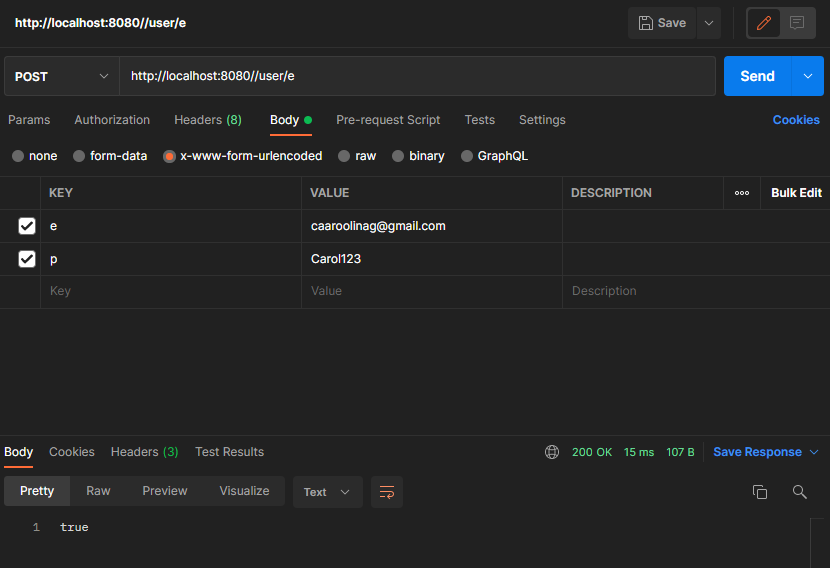 http://localhost:8080//user/e Save
POST http://localhost:8080//user/e Send
Params Authorization Headers (8) Body Pre-request Script Tests Settings Cookies
none form-data x-www-form-urlencoded raw binary GraphQL
KEY VALUE DESCRIPTION Bulk Edit
e caaroolinag@gmail.com
p Carol123
Key Value Description
Body Cookies Headers (3) Test Results 200 OK 15 ms 107 B Save Response
Pretty Raw Preview Visualize Text
1 true